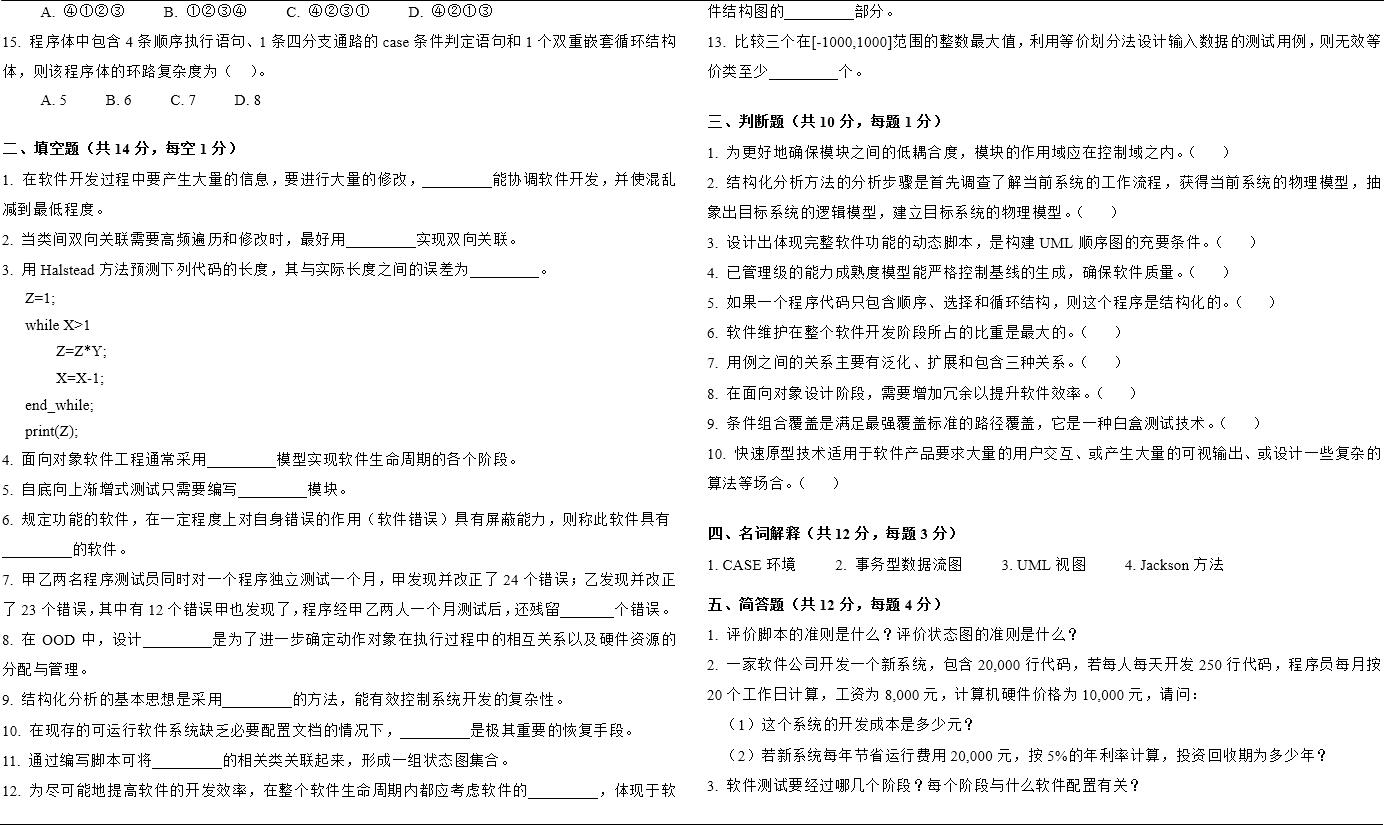 A. ④①②③ B. ①②③④ C. ④②③① D. ④②①③
15. 程序体中包含 4 条顺序执行语句、1 条四分支通路的 case 条件判定语句和 1 个双重嵌套循环结构
体，则该程序体的环路复杂度为（ ）。
A. 5 B. 6 C. 7 D. 8
二、填空题（共 14 分，每空 1 分）
1. 在软件开发过程中要产生大量的信息，要进行大量的修改，_________能协调软件开发，并使混乱
减到最低程度。
2. 当类间双向关联需要高频遍历和修改时，最好用_________实现双向关联。
3. 用 Halstead 方法预测下列代码的长度，其与实际长度之间的误差为_________。
Z=1;
while X>1
Z=Z*Y;
X=X-1;
end_while;
print(Z);
4. 面向对象软件工程通常采用_________模型实现软件生命周期的各个阶段。
5. 自底向上渐增式测试只需要编写_________模块。
6. 规定功能的软件，在一定程度上对自身错误的作用（软件错误）具有屏蔽能力，则称此软件具有
_________的软件。
7. 甲乙两名程序测试员同时对一个程序独立测试一个月，甲发现并改正了 24 个错误；乙发现并改正
了 23 个错误，其中有 12 个错误甲也发现了，程序经甲乙两人一个月测试后，还残留_______个错误。
8. 在 OOD 中，设计_________是为了进一步确定动作对象在执行过程中的相互关系以及硬件资源的
分配与管理。
9. 结构化分析的基本思想是采用_________的方法，能有效控制系统开发的复杂性。
10. 在现存的可运行软件系统缺乏必要配置文档的情况下，_________是极其重要的恢复手段。
11. 通过编写脚本可将_________的相关类关联起来，形成一组状态图集合。
12. 为尽可能地提高软件的开发效率，在整个软件生命周期内都应考虑软件的_________，体现于软
件结构图的_________部分。
13. 比较三个在[-1000,1000]范围的整数最大值，利用等价划分法设计输入数据的测试用例，则无效等
价类至少_________个。
三、判断题（共 10 分，每题 1 分）
1. 为更好地确保模块之间的低耦合度，模块的作用域应在控制域之内。（ ）
2. 结构化分析方法的分析步骤是首先调查了解当前系统的工作流程，获得当前系统的物理模型，抽
象出目标系统的逻辑模型，建立目标系统的物理模型。（ ）
3. 设计出体现完整软件功能的动态脚本，是构建 UML 顺序图的充要条件。（ ）
4. 已管理级的能力成熟度模型能严格控制基线的生成，确保软件质量。（ ）
5. 如果一个程序代码只包含顺序、选择和循环结构，则这个程序是结构化的。（ ）
6. 软件维护在整个软件开发阶段所占的比重是最大的。（ ）
7. 用例之间的关系主要有泛化、扩展和包含三种关系。（ ）
8. 在面向对象设计阶段，需要增加冗余以提升软件效率。（ ）
9. 条件组合覆盖是满足最强覆盖标准的路径覆盖，它是一种白盒测试技术。（ ）
10. 快速原型技术适用于软件产品要求大量的用户交互、或产生大量的可视输出、或设计一些复杂的
算法等场合。（ ）
四、名词解释（共 12 分，每题 3 分）
1. CASE 环境 2. 事务型数据流图 3. UML 视图 4. Jackson 方法
五、简答题（共 12 分，每题 4 分）
1. 评价脚本的准则是什么？评价状态图的准则是什么？
2. 一家软件公司开发一个新系统，包含 20,000 行代码，若每人每天开发 250 行代码，程序员每月按
20 个工作日计算，工资为 8,000 元，计算机硬件价格为 10,000 元，请问：
（1）这个系统的开发成本是多少元？
（2）若新系统每年节省运行费用 20,000 元，按 5%的年利率计算，投资回收期为多少年？
3. 软件测试要经过哪几个阶段？每个阶段与什么软件配置有关？